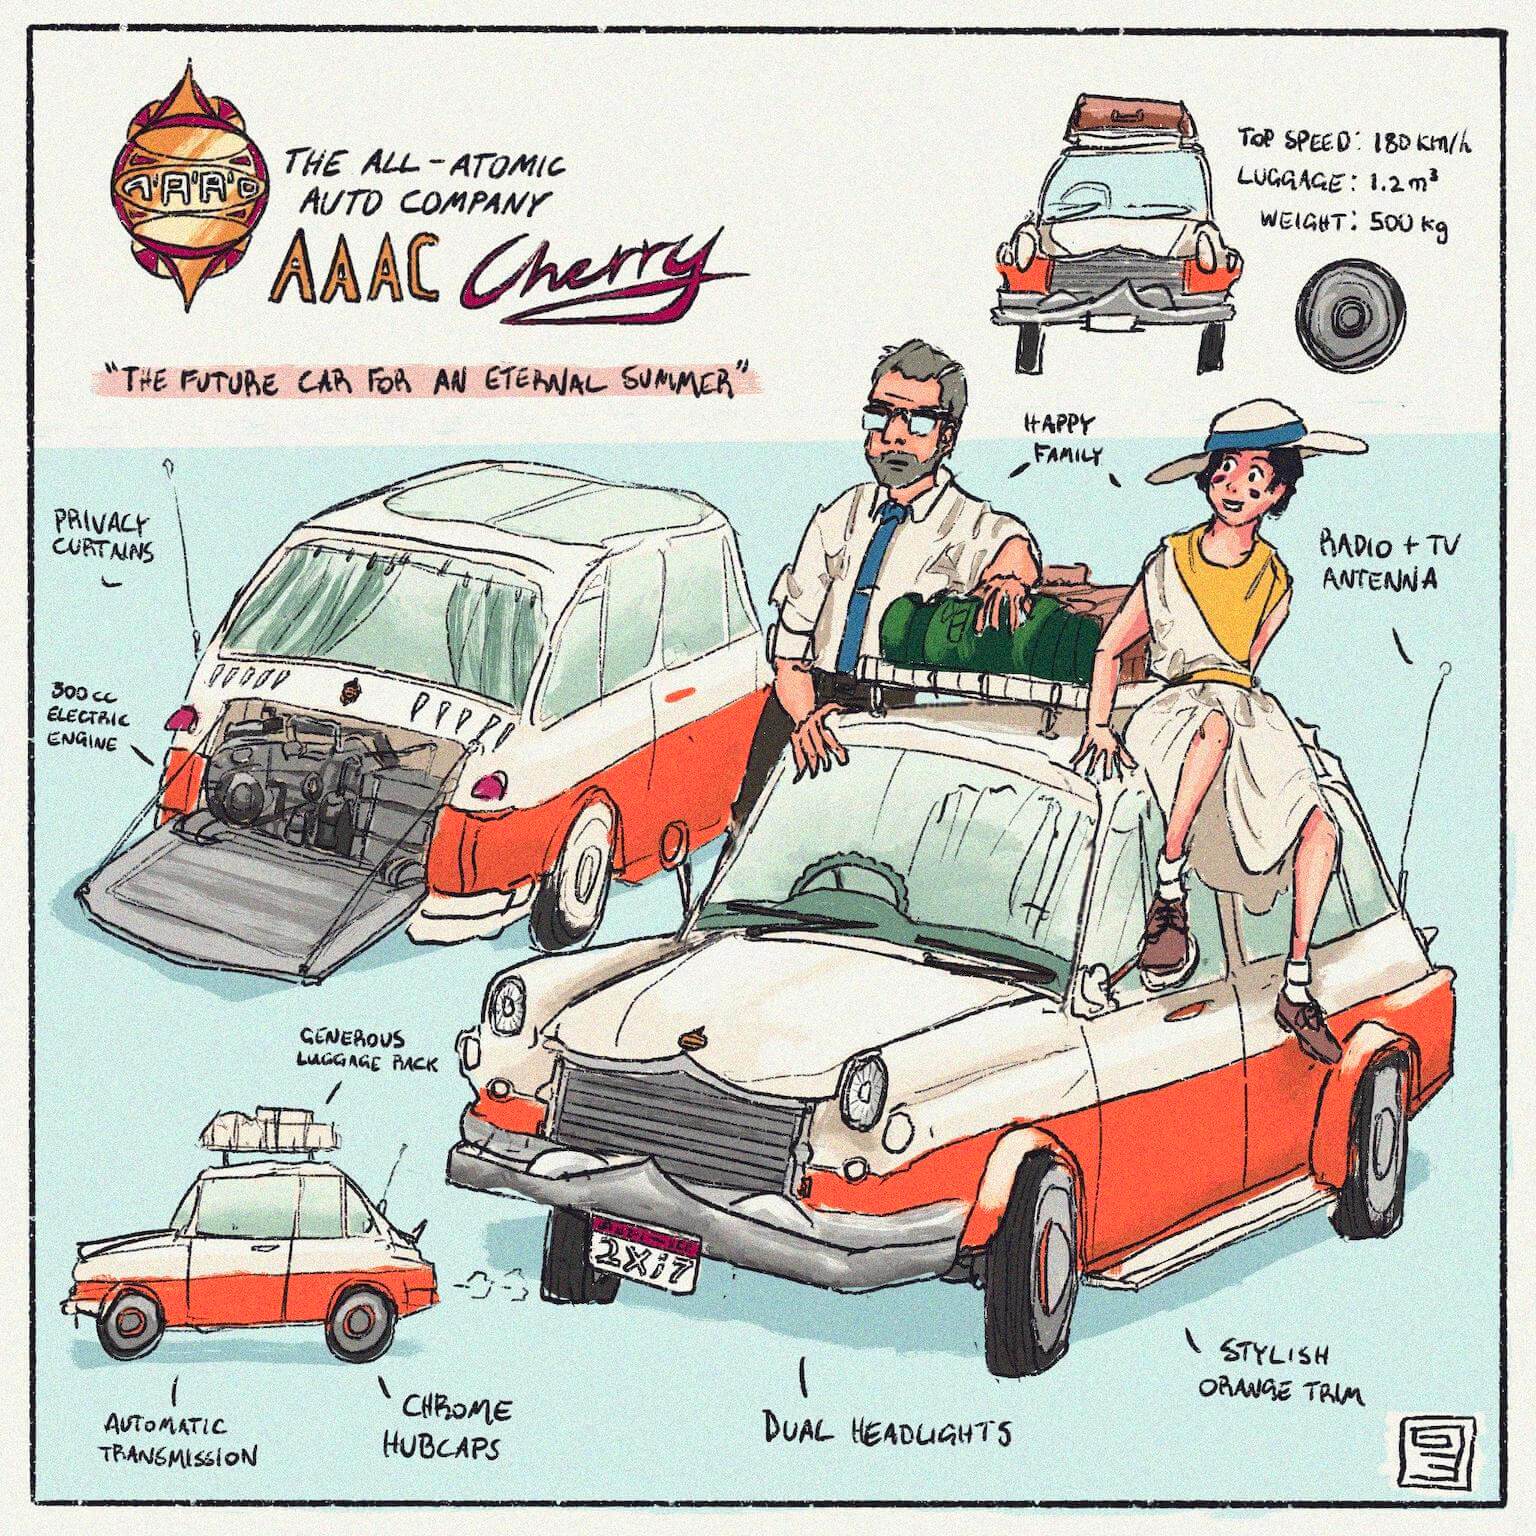 THE ALL-ATOMIC
AUTO COMPANY
AAAC Cherry
"THE FUTURE CAR FOR AN ETERNAL SUMMER"
TOP SPEED: 180 KM/h
LUGGAGE: 1.2 m³
WEIGHT: 500 kg
HAPPY
FAMILY
PRIVACY
CURTAINS
RADIO + TV
ANTENNA
300 cc
ELECTRIC
ENGINE
GENEROUS
LUGGAGE RACK
2Xi7
AUTOMATIC
TRANSMISSION
CHROME
HUBCAPS
DUAL HEADLIGHTS
STYLISH
ORANGE TRIM